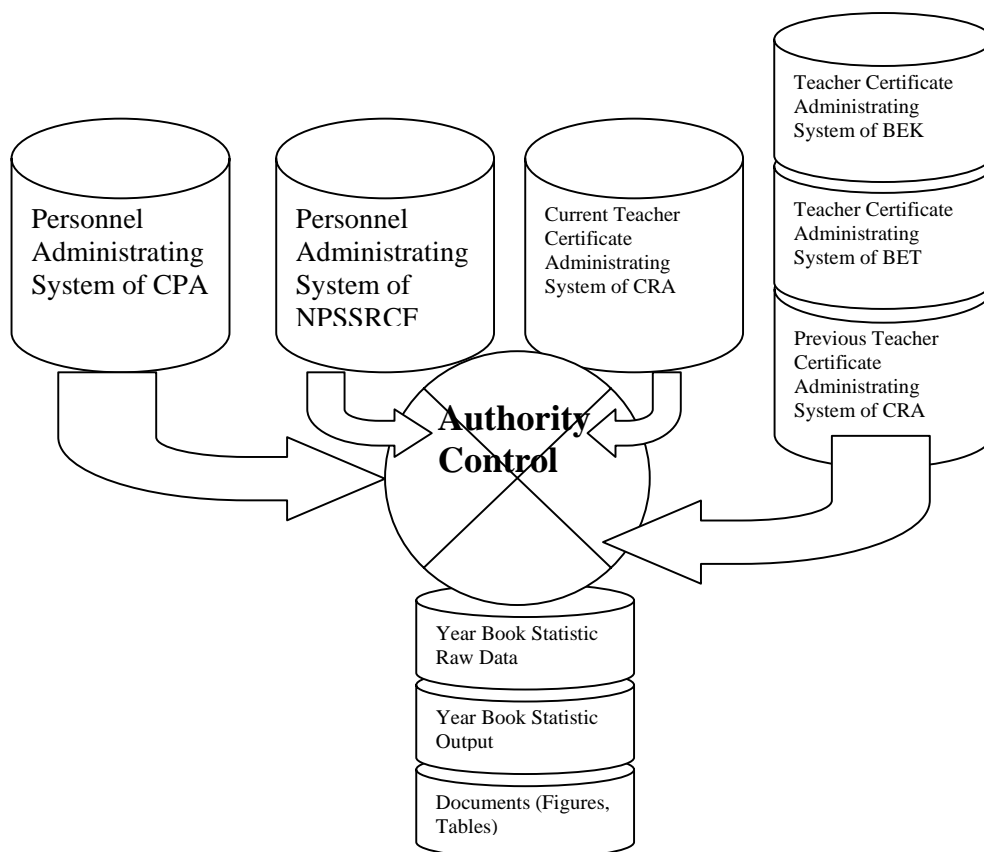 Personnel
Administrating
System of CPA
Personnel
Administrating
System of
NPSSRCF
Current Teacher
Certificate
Administrating
System of CRA
Teacher Certificate
Administrating
System of BEK
Teacher Certificate
Administrating
System of BET
Previous Teacher
Certificate
Administrating
System of CRA
Authority
Control
Year Book Statistic
Raw Data
Year Book Statistic
Output
Documents (Figures,
Tables)